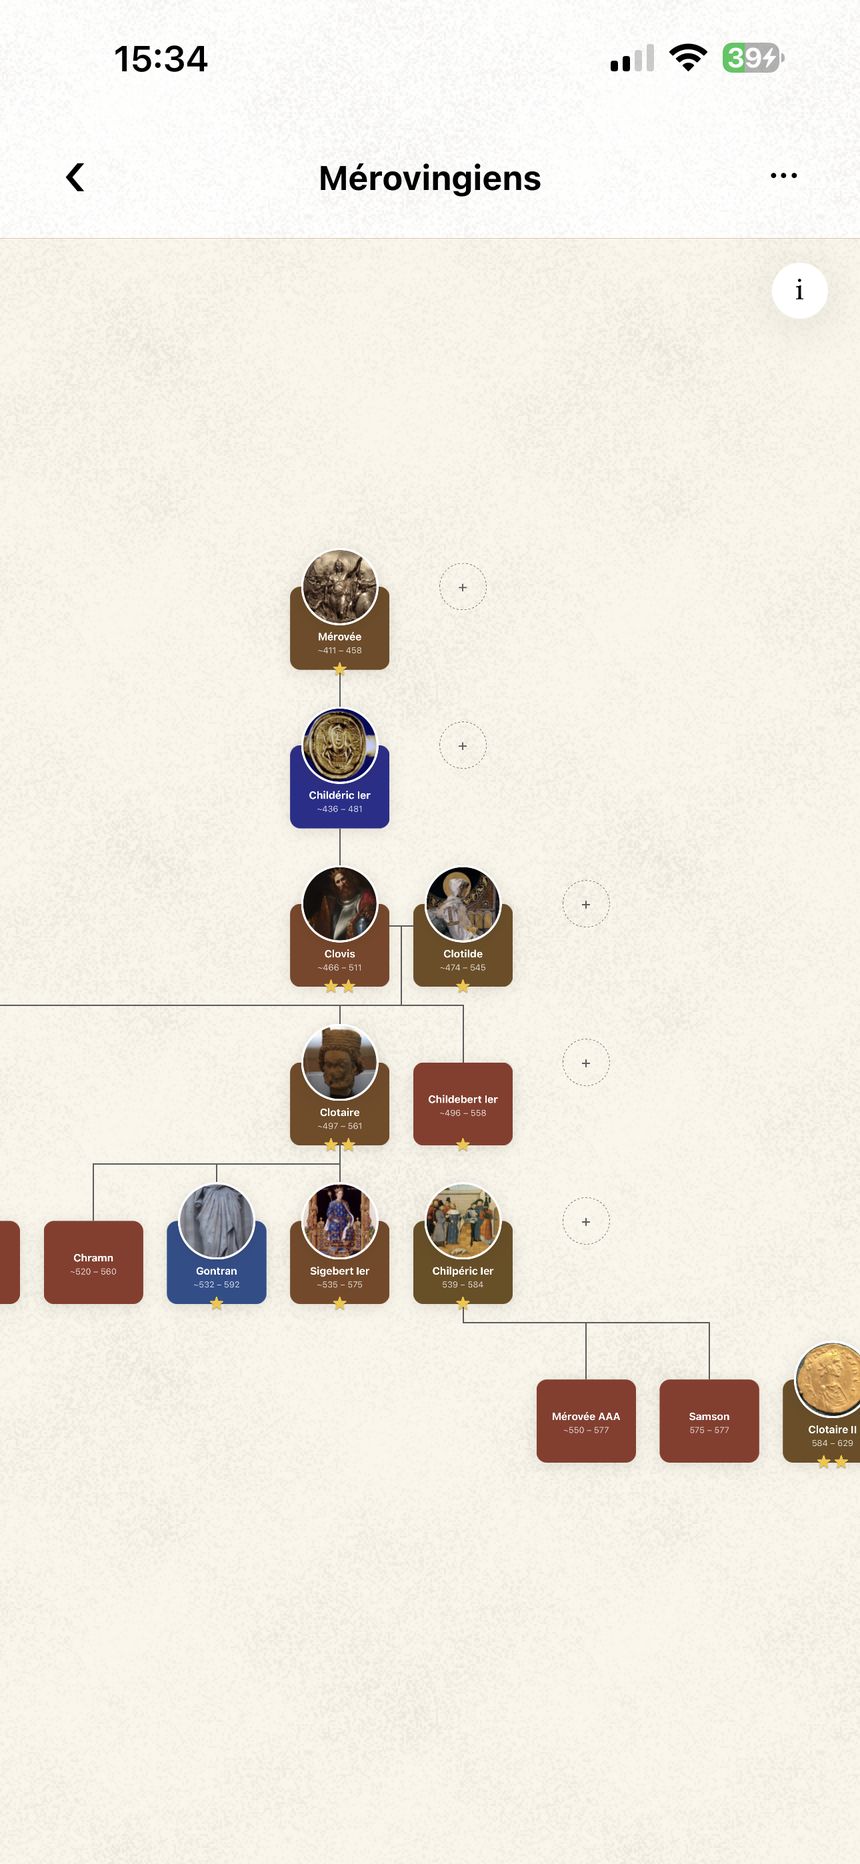 15:34
39
Mérovingiens
i
Mérovée
~411 – 458
Childéric Ier
~436 – 481
Clovis
~466 – 511
Clotilde
~474 – 545
Clotaire
~497 – 561
Childebert Ier
~496 – 558
Chramn
~520 – 560
Gontran
~532 – 592
Sigebert Ier
~535 – 575
Chilpéric Ier
539 – 584
Mérovée AAA
~550 – 577
Samson
575 – 577
Clotaire II
584 – 629